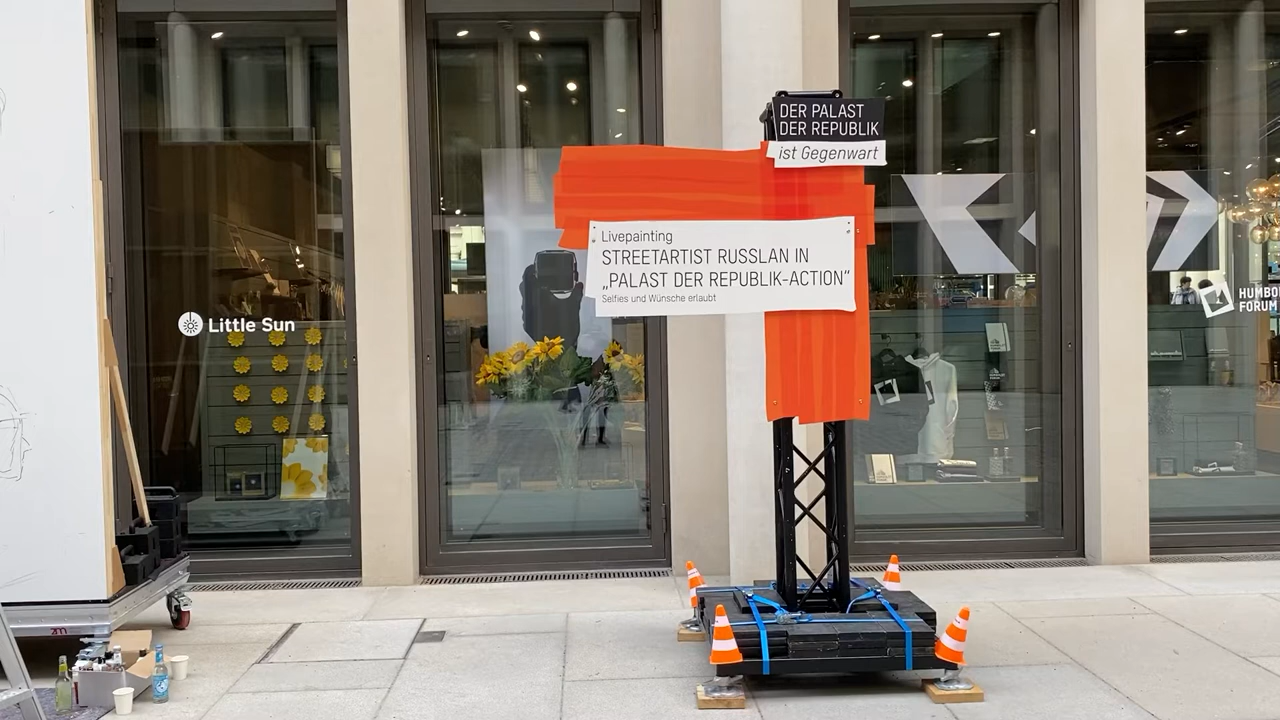 DER PALAST
DER REPUBLIK
ist Gegenwart
Livepainting
STREETARTIST RUSSLAN IN
„PALAST DER REPUBLIK-ACTION“
Selfies und Wünsche erlaubt
Little Sun
FORUM